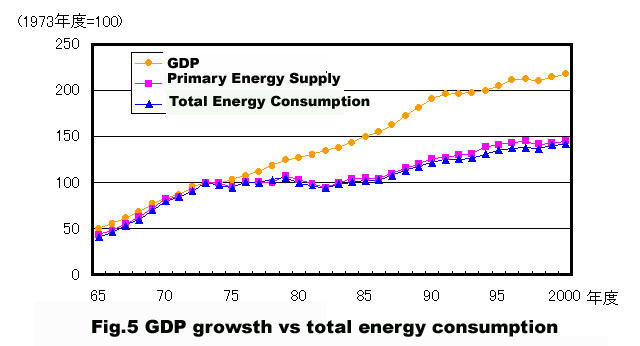 (1973年度=100)
250
200
150
100
50
0
GDP
Primary Energy Supply
Total Energy Consumption
65 70 75 80 85 90 95 2000 年度
Fig.5 GDP growsth vs total energy consumption